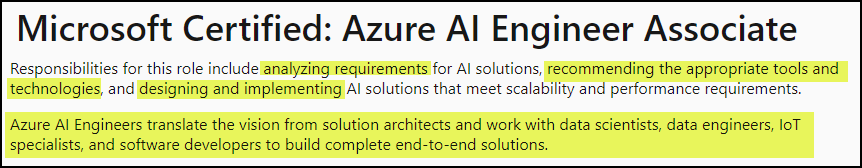 Microsoft Certified: Azure AI Engineer Associate
Responsibilities for this role include analyzing requirements for AI solutions, recommending the appropriate tools and
technologies, and designing and implementing AI solutions that meet scalability and performance requirements.
Azure AI Engineers translate the vision from solution architects and work with data scientists, data engineers, IoT
specialists, and software developers to build complete end-to-end solutions.